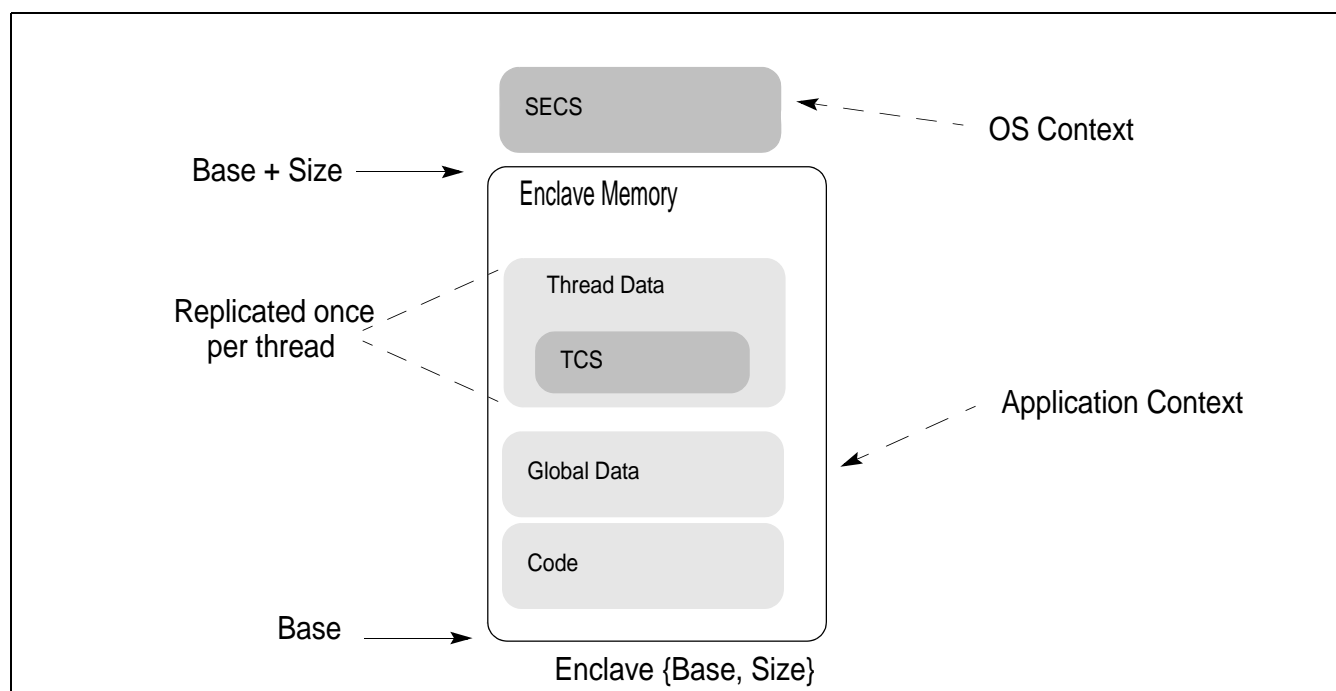 SECS
OS Context
Base + Size
Enclave Memory
Thread Data
Replicated once
per thread
TCS
Application Context
Global Data
Code
Base
Enclave {Base, Size}